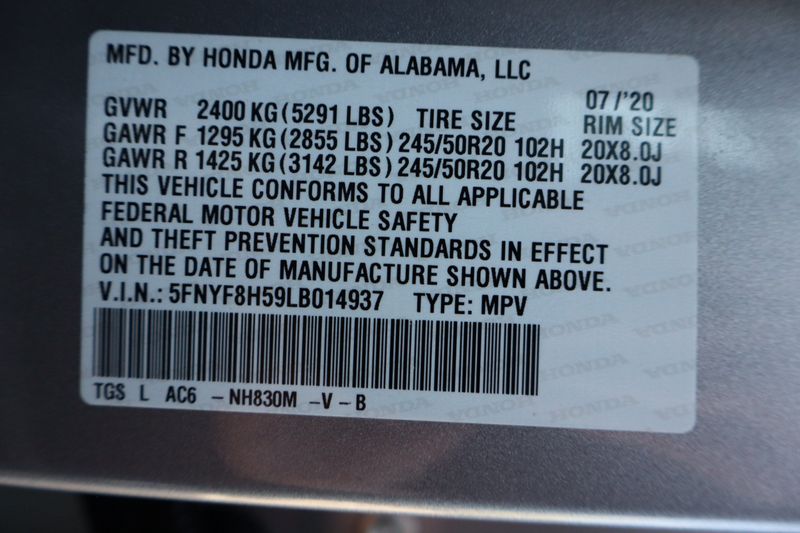 MFD. BY HONDA MFG. OF ALABAMA, LLC
07/'20
GVWR 2400 KG (5291 LBS) TIRE SIZE RIM SIZE
GAWR F 1295 KG (2855 LBS) 245/50R20 102H 20X8.0J
GAWR R 1425 KG (3142 LBS) 245/50R20 102H 20X8.0J
THIS VEHICLE CONFORMS TO ALL APPLICABLE
FEDERAL MOTOR VEHICLE SAFETY
AND THEFT PREVENTION STANDARDS IN EFFECT
ON THE DATE OF MANUFACTURE SHOWN ABOVE.
V.I.N.: 5FNYF8H59LB014937 TYPE: MPV
TGS L AC6 - NH830M - V - B